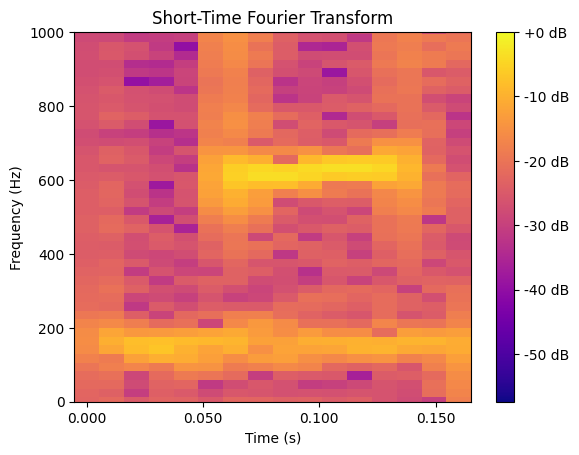 Short-Time Fourier Transform
Frequency (Hz)
1000
800
600
400
200
0
0.000 0.050 0.100 0.150
Time (s)
+0 dB
-10 dB
-20 dB
-30 dB
-40 dB
-50 dB